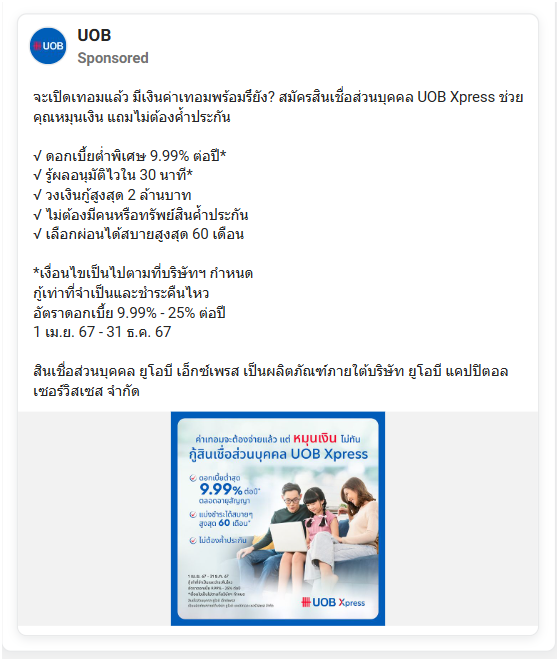 UOB
UOB
Sponsored
จะเปิดเทอมแล้ว มีเงินค่าเทอมพร้อมรึยัง? สมัครสินเชื่อส่วนบุคคล UOB Xpress ช่วย
คุณหมุนเงิน แถมไม่ต้องค้ำประกัน
√ ดอกเบี้ยต่ำพิเศษ 9.99% ต่อปี*
√ รู้ผลอนุมัติไวใน 30 นาที*
√ วงเงินกู้สูงสุด 2 ล้านบาท
√ ไม่ต้องมีคนหรือทรัพย์สินค้ำประกัน
√ เลือกผ่อนได้สบายสูงสุด 60 เดือน
*เงื่อนไขเป็นไปตามที่บริษัทฯ กำหนด
กู้เท่าที่จำเป็นและชำระคืนไหว
อัตราดอกเบี้ย 9.99% - 25% ต่อปี
1 เม.ย. 67 - 31 ธ.ค. 67
สินเชื่อส่วนบุคคล ยูโอบี เอ็กซ์เพรส เป็นผลิตภัณฑ์ภายใต้บริษัท ยูโอบี แคปปิตอล
เซอร์วิสเซส จำกัด
ค่าเทอมจะต้องจ่ายแล้ว แต่ หมุนเงิน ไม่ทัน
กู้สินเชื่อส่วนบุคคล UOB Xpress
ดอกเบี้ยต่ำสุด
9.99% ต่อปี*
ตลอดอายุสัญญา
แบ่งชำระได้สบายๆ
สูงสุด 60 เดือน*
ไม่ต้องค้ำประกัน
UOB Xpress